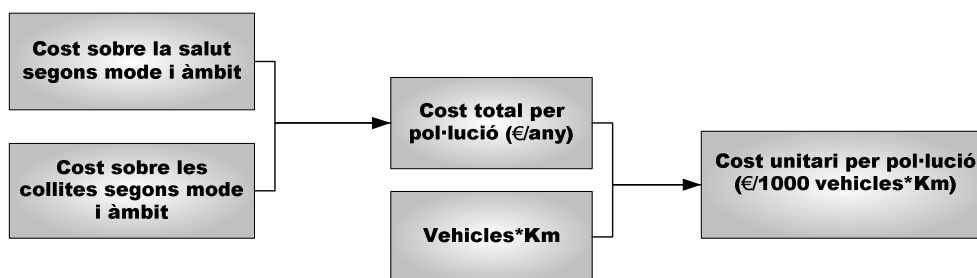 Cost sobre la salut
segons mode i àmbit
Cost sobre les
collites segons mode
i àmbit
Cost total per
pol·lució (€/any)
Vehicles*Km
Cost unitari per pol·lució
(€/1000 vehicles*Km)